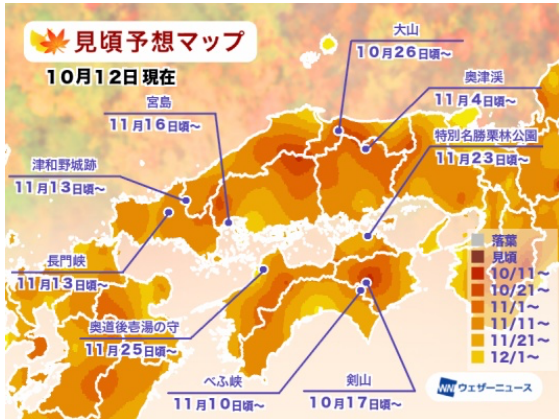 見頃予想マップ
10月12日 現在
大山
10月26日頃～
奥津渓
11月4日頃～
宮島
11月16日頃～
特別名勝栗林公園
11月23日頃～
津和野城跡
11月13日頃～
長門峡
11月13日頃～
奥道後壱湯の守
11月25日頃～
べふ峡
11月10日頃～
剣山
10月17日頃～
落葉
見頃
10/11～
10/21～
11/1～
11/11～
11/21～
12/1～
WN ウェザーニュース